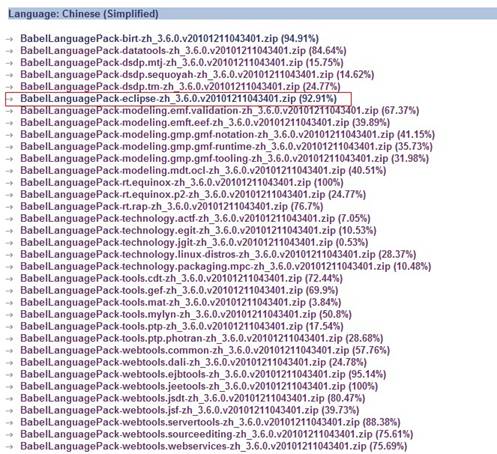 Language: Chinese (Simplified)
BabelLanguagePack-birt-zh_3.6.0.v20101211043401.zip (94.91%)
BabelLanguagePack-datatools-zh_3.6.0.v20101211043401.zip (84.64%)
BabelLanguagePack-dsdp.mtj-zh_3.6.0.v20101211043401.zip (15.75%)
BabelLanguagePack-dsdp.sequoyah-zh_3.6.0.v20101211043401.zip (14.62%)
BabelLanguagePack-dsdp.tm-zh_3.6.0.v20101211043401.zip (24.77%)
BabelLanguagePack-eclipse-zh_3.6.0.v20101211043401.zip (92.91%)
BabelLanguagePack-modeling.emf.validation-zh_3.6.0.v20101211043401.zip (67.37%)
BabelLanguagePack-modeling.emft.eef-zh_3.6.0.v20101211043401.zip (39.89%)
BabelLanguagePack-modeling.gmp.gmf-notation-zh_3.6.0.v20101211043401.zip (41.15%)
BabelLanguagePack-modeling.gmp.gmf-runtime-zh_3.6.0.v20101211043401.zip (35.73%)
BabelLanguagePack-modeling.gmp.gmf-tooling-zh_3.6.0.v20101211043401.zip (31.98%)
BabelLanguagePack-modeling.mdt.ocl-zh_3.6.0.v20101211043401.zip (40.51%)
BabelLanguagePack-rt.equinox-zh_3.6.0.v20101211043401.zip (100%)
BabelLanguagePack-rt.equinox.p2-zh_3.6.0.v20101211043401.zip (24.77%)
BabelLanguagePack-rt.rap-zh_3.6.0.v20101211043401.zip (76.7%)
BabelLanguagePack-technology.actf-zh_3.6.0.v20101211043401.zip (7.05%)
BabelLanguagePack-technology.egit-zh_3.6.0.v20101211043401.zip (10.53%)
BabelLanguagePack-technology.jgit-zh_3.6.0.v20101211043401.zip (0.53%)
BabelLanguagePack-technology.linux-distros-zh_3.6.0.v20101211043401.zip (28.37%)
BabelLanguagePack-technology.packaging.mpc-zh_3.6.0.v20101211043401.zip (10.48%)
BabelLanguagePack-tools.cdt-zh_3.6.0.v20101211043401.zip (72.44%)
BabelLanguagePack-tools.gef-zh_3.6.0.v20101211043401.zip (69.9%)
BabelLanguagePack-tools.mat-zh_3.6.0.v20101211043401.zip (3.84%)
BabelLanguagePack-tools.mylyn-zh_3.6.0.v20101211043401.zip (50.8%)
BabelLanguagePack-tools.ptp-zh_3.6.0.v20101211043401.zip (17.54%)
BabelLanguagePack-tools.ptp.photran-zh_3.6.0.v20101211043401.zip (28.68%)
BabelLanguagePack-webtools.common-zh_3.6.0.v20101211043401.zip (57.76%)
BabelLanguagePack-webtools.dali-zh_3.6.0.v20101211043401.zip (24.78%)
BabelLanguagePack-webtools.ejbtools-zh_3.6.0.v20101211043401.zip (95.14%)
BabelLanguagePack-webtools.jeetools-zh_3.6.0.v20101211043401.zip (100%)
BabelLanguagePack-webtools.jsdt-zh_3.6.0.v20101211043401.zip (80.47%)
BabelLanguagePack-webtools.jsf-zh_3.6.0.v20101211043401.zip (39.73%)
BabelLanguagePack-webtools.servertools-zh_3.6.0.v20101211043401.zip (88.38%)
BabelLanguagePack-webtools.sourceediting-zh_3.6.0.v20101211043401.zip (75.61%)
BabelLanguagePack-webtools.webservices-zh_3.6.0.v20101211043401.zip (75.69%)